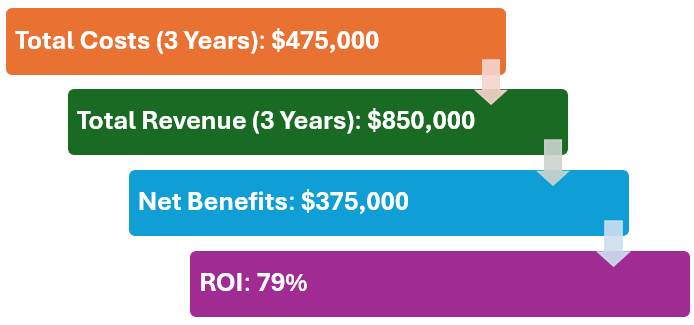 Total Costs (3 Years): $475,000
Total Revenue (3 Years): $850,000
Net Benefits: $375,000
ROI: 79%